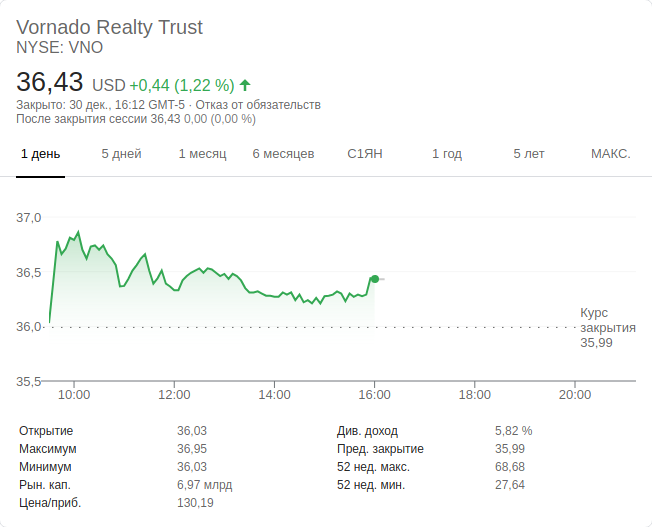 Vornado Realty Trust
NYSE: VNO
36,43 USD +0,44 (1,22 %)
Закрыто: 30 дек., 16:12 GMT-5 · Отказ от обязательств
После закрытия сессии 36,43 0,00 (0,00 %)
1 день 5 дней 1 месяц 6 месяцев С1ЯН 1 год 5 лет МАКС.
37,0
36,5
36,0
Курс
закрытия
35,99
35,5
10:00 12:00 14:00 16:00 18:00 20:00
Открытие 36,03 Див. доход 5,82 %
Максимум 36,95 Пред. закрытие 35,99
Минимум 36,03 52 нед. макс. 68,68
Рын. кап. 6,97 млрд 52 нед. мин. 27,64
Цена/приб. 130,19